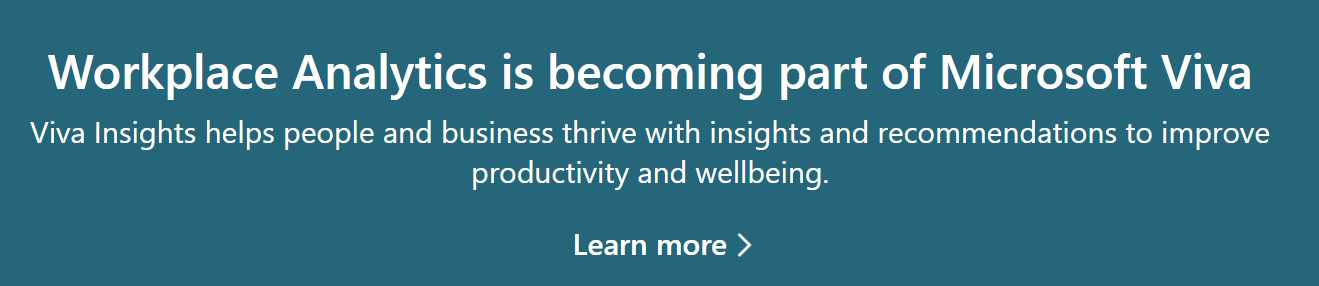 Workplace Analytics is becoming part of Microsoft Viva
Viva Insights helps people and business thrive with insights and recommendations to improve
productivity and wellbeing.
Learn more